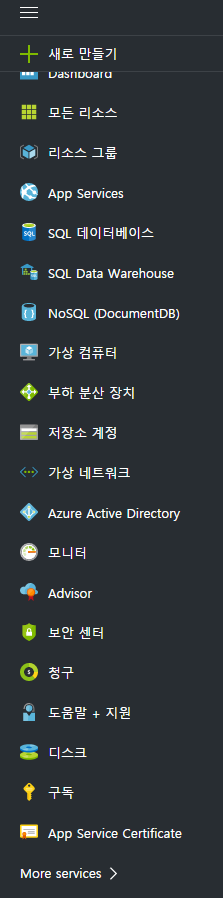 새로 만들기
Dashboard
모든 리소스
리소스 그룹
App Services
SQL 데이터베이스
SQL Data Warehouse
NoSQL (DocumentDB)
가상 컴퓨터
부하 분산 장치
저장소 계정
가상 네트워크
Azure Active Directory
모니터
Advisor
보안 센터
청구
도움말 + 지원
디스크
구독
App Service Certificate
More services